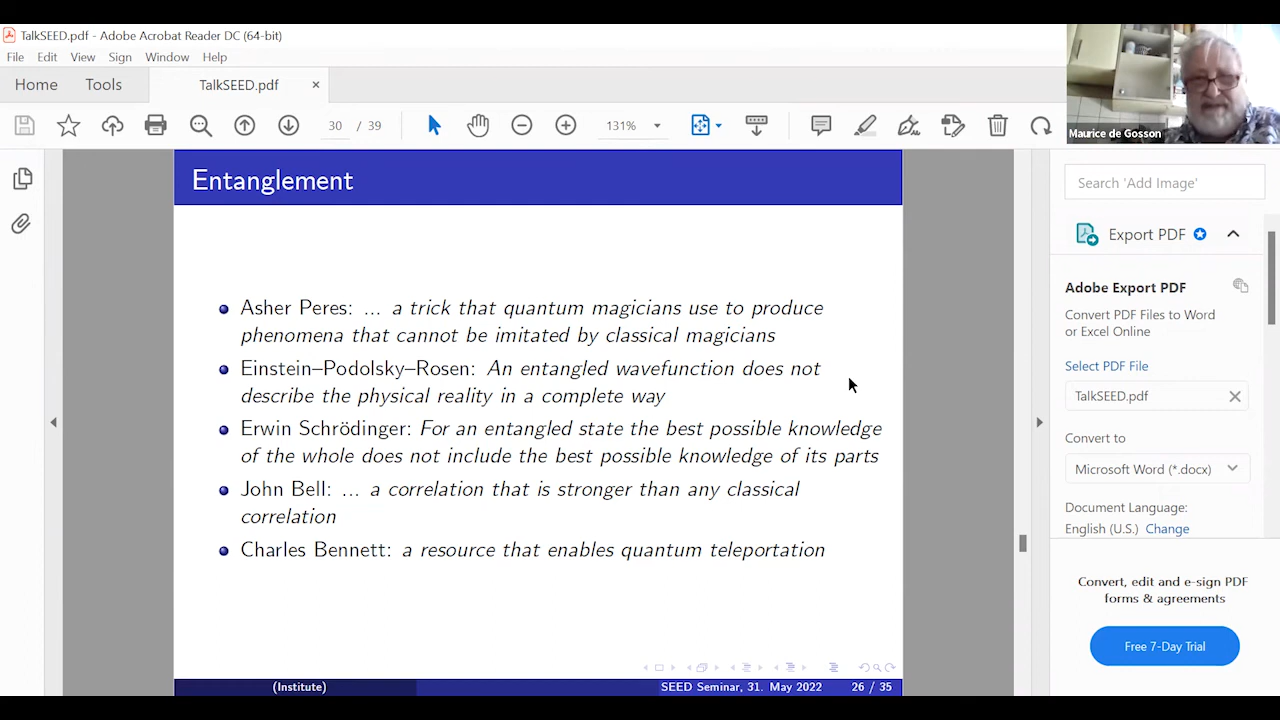 TalkSEED.pdf - Adobe Acrobat Reader DC (64-bit)
File Edit View Sign Window Help
Home Tools TalkSEED.pdf ×
30 / 39 131%
Maurice de Gosson
Entanglement
Asher Peres: ... a trick that quantum magicians use to produce
phenomena that cannot be imitated by classical magicians
Einstein–Podolsky–Rosen: An entangled wavefunction does not
describe the physical reality in a complete way
Erwin Schrödinger: For an entangled state the best possible knowledge
of the whole does not include the best possible knowledge of its parts
John Bell: ... a correlation that is stronger than any classical
correlation
Charles Bennett: a resource that enables quantum teleportation
(Institute) SEED Seminar, 31. May 2022 26 / 35
Search 'Add Image'
Export PDF
Adobe Export PDF
Convert PDF Files to Word
or Excel Online
Select PDF File
TalkSEED.pdf
Convert to
Microsoft Word (*.docx)
Document Language:
English (U.S.) Change
Convert, edit and e-sign PDF
forms & agreements
Free 7-Day Trial